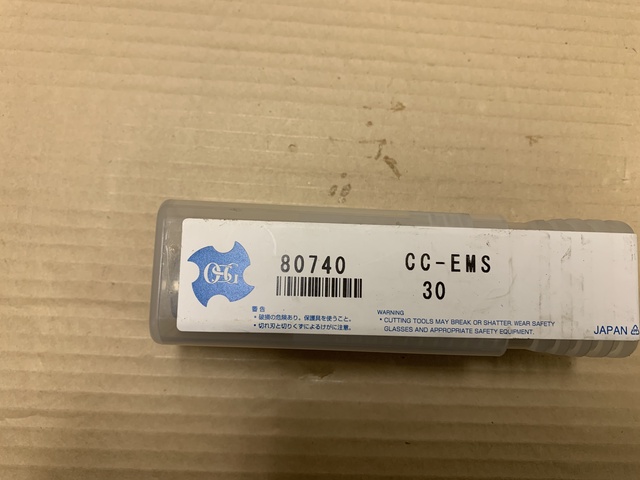 OSG
80740
CC-EMS
30
警告
・破損の危険あり。保護具を使うこと。
・切れ刃と切りくずによるけがに注意。
WARNING
・CUTTING TOOLS MAY BREAK OR SHATTER. WEAR SAFETY
GLASSES AND APPROPRIATE SAFETY EQUIPMENT.
JAPAN